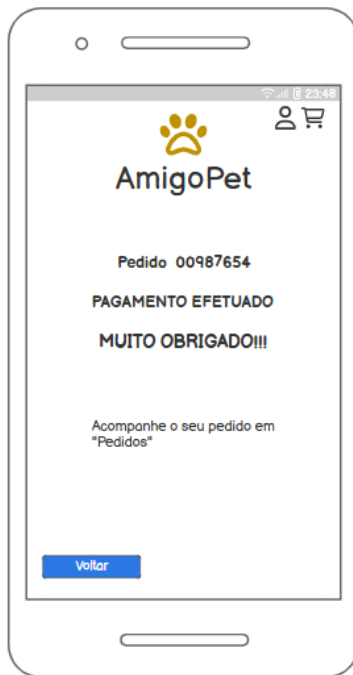 23:48
AmigoPet
Pedido 00987654
PAGAMENTO EFETUADO
MUITO OBRIGADO!!!
Acompanhe o seu pedido em
"Pedidos"
Voltar